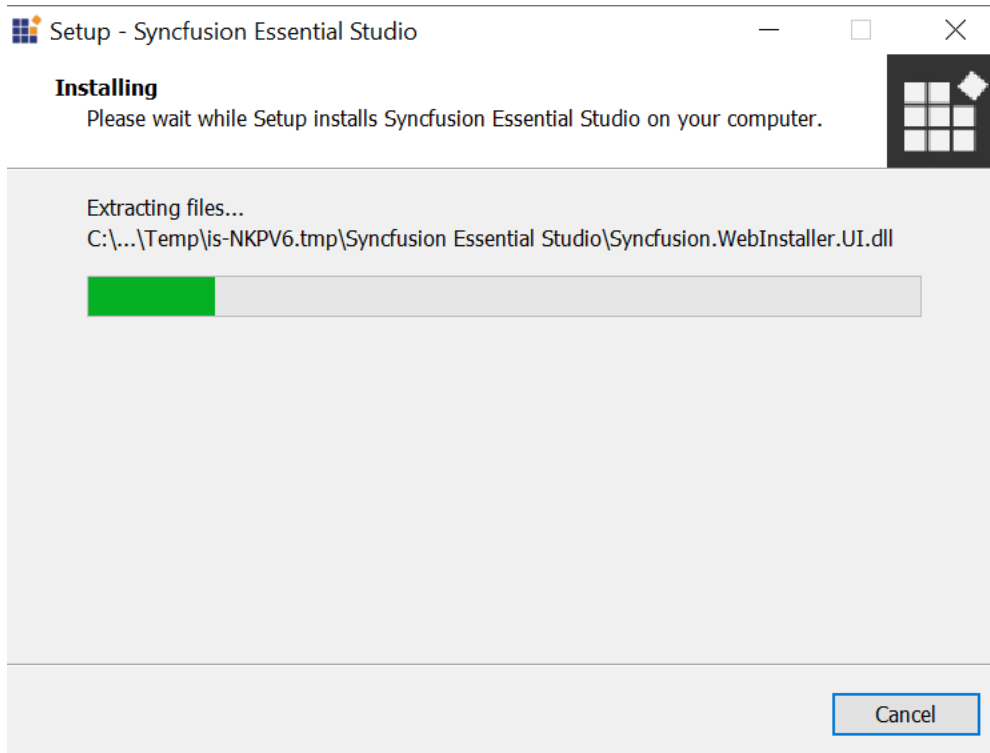 Setup - Syncfusion Essential Studio
Installing
Please wait while Setup installs Syncfusion Essential Studio on your computer.
Extracting files...
C:\...\Temp\is-NKPV6.tmp\Syncfusion Essential Studio\Syncfusion.WebInstaller.UI.dll
Cancel